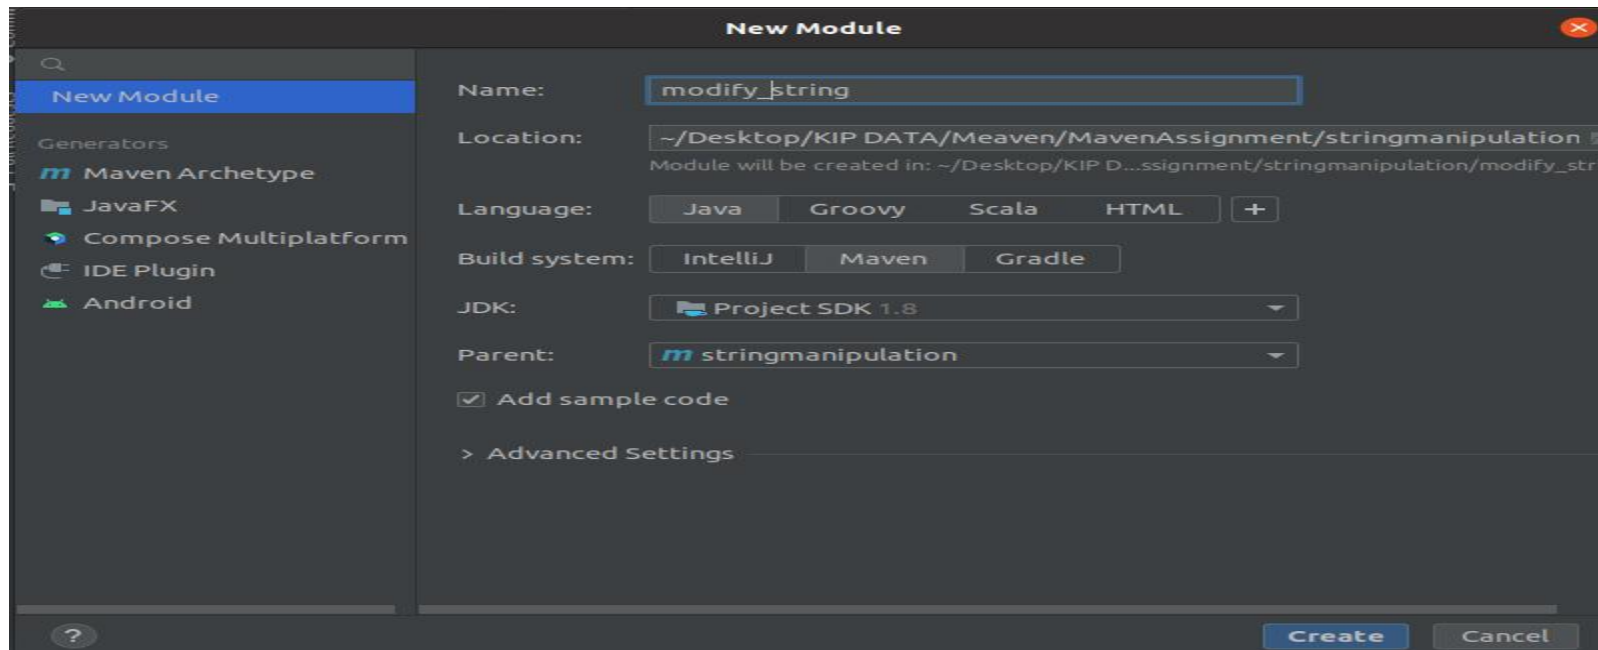 New Module
New Module
Generators
Maven Archetype
JavaFX
Compose Multiplatform
IDE Plugin
Android
Name: modify_string
Location: ~/Desktop/KIP DATA/Meaven/MavenAssignment/stringmanipulation
Module will be created in: ~/Desktop/KIP D...ssignment/stringmanipulation/modify_str
Language: Java Groovy Scala HTML +
Build system: IntelliJ Maven Gradle
JDK: Project SDK 1.8
Parent: m stringmanipulation
Add sample code
> Advanced Settings
? Create Cancel